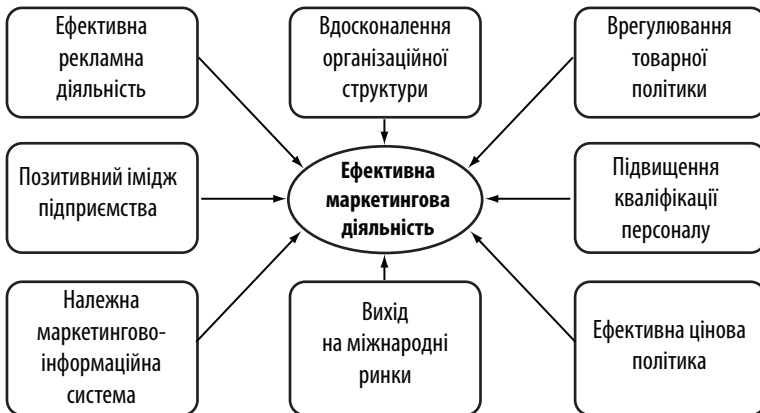 Ефективна
рекламна
діяльність
Вдосконалення
організаційної
структури
Врегулювання
товарної
політики
Позитивний імідж
підприємства
Ефективна
маркетингова
діяльність
Підвищення
кваліфікації
персоналу
Належна
маркетингово-
інформаційна
система
Вихід
на міжнародні
ринки
Ефективна цінова
політика